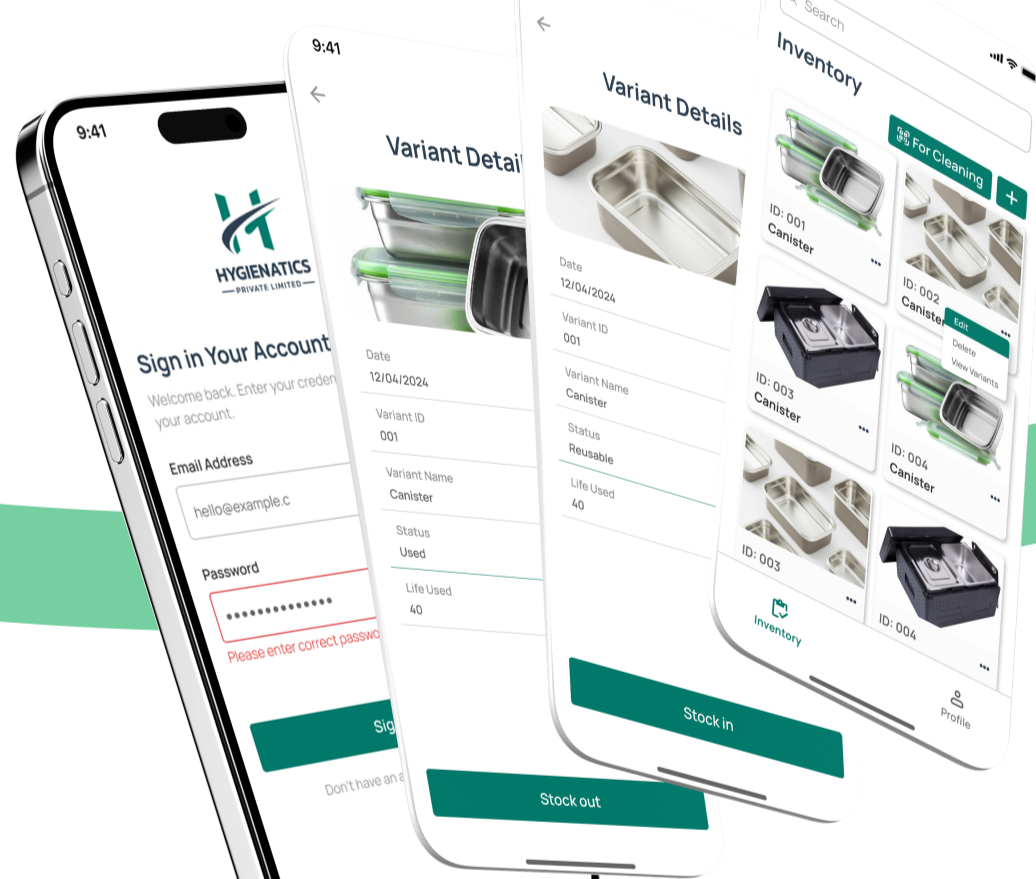 9:41
HYGIENATICS
PRIVATE LIMITED
Sign in Your Account
Welcome back. Enter your
your account.
Email Address
hello@example.c
Password
Please enter correct
Don't have an
9:41
Variant
Date
12/04/2024
Variant ID
001
Variant Name
Canister
Status
Used
Life Used
40
Stock out
Variant Details
Date
12/04/2024
Variant ID
001
Variant Name
Canister
Status
Reusable
Life Used
40
Stock in
Search
Inventory
For Cleaning
+
ID: 001
Canister
ID: 002
Canister
Edit
Delete
View Variants
ID: 003
Canister
ID: 004
Canister
ID: 003
ID: 004
Inventory
Profile